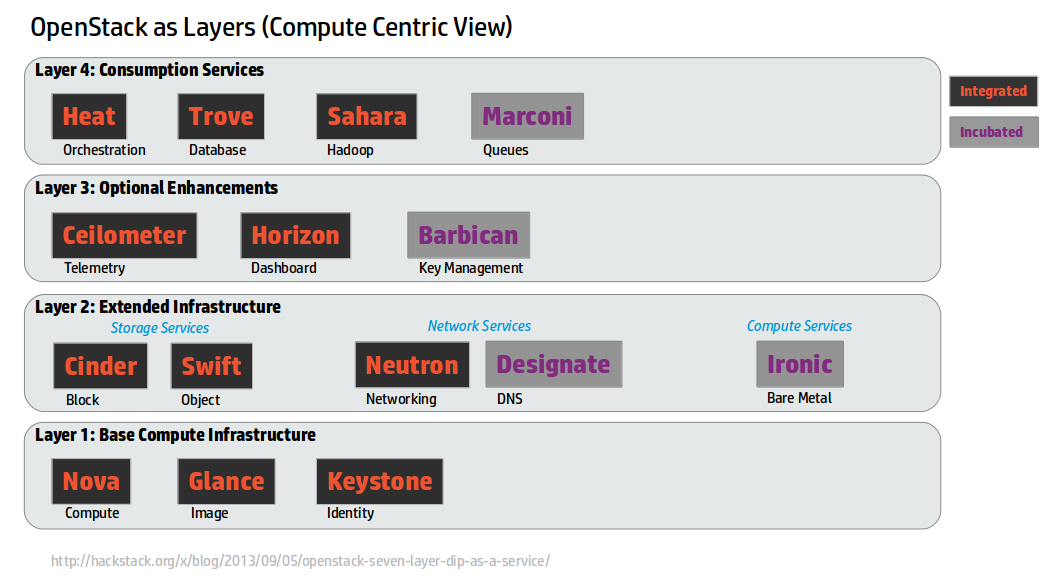 OpenStack as Layers (Compute Centric View)
Layer 4: Consumption Services
Heat Trove Sahara Marconi
Orchestration Database Hadoop Queues
Integrated
Incubated
Layer 3: Optional Enhancements
Ceilometer Horizon Barbican
Telemetry Dashboard Key Management
Layer 2: Extended Infrastructure
Storage Services Network Services Compute Services
Cinder Swift Neutron Designate Ironic
Block Object Networking DNS Bare Metal
Layer 1: Base Compute Infrastructure
Nova Glance Keystone
Compute Image Identity
http://hackstack.org/x/blog/2013/09/05/openstack-seven-layer-dip-as-a-service/